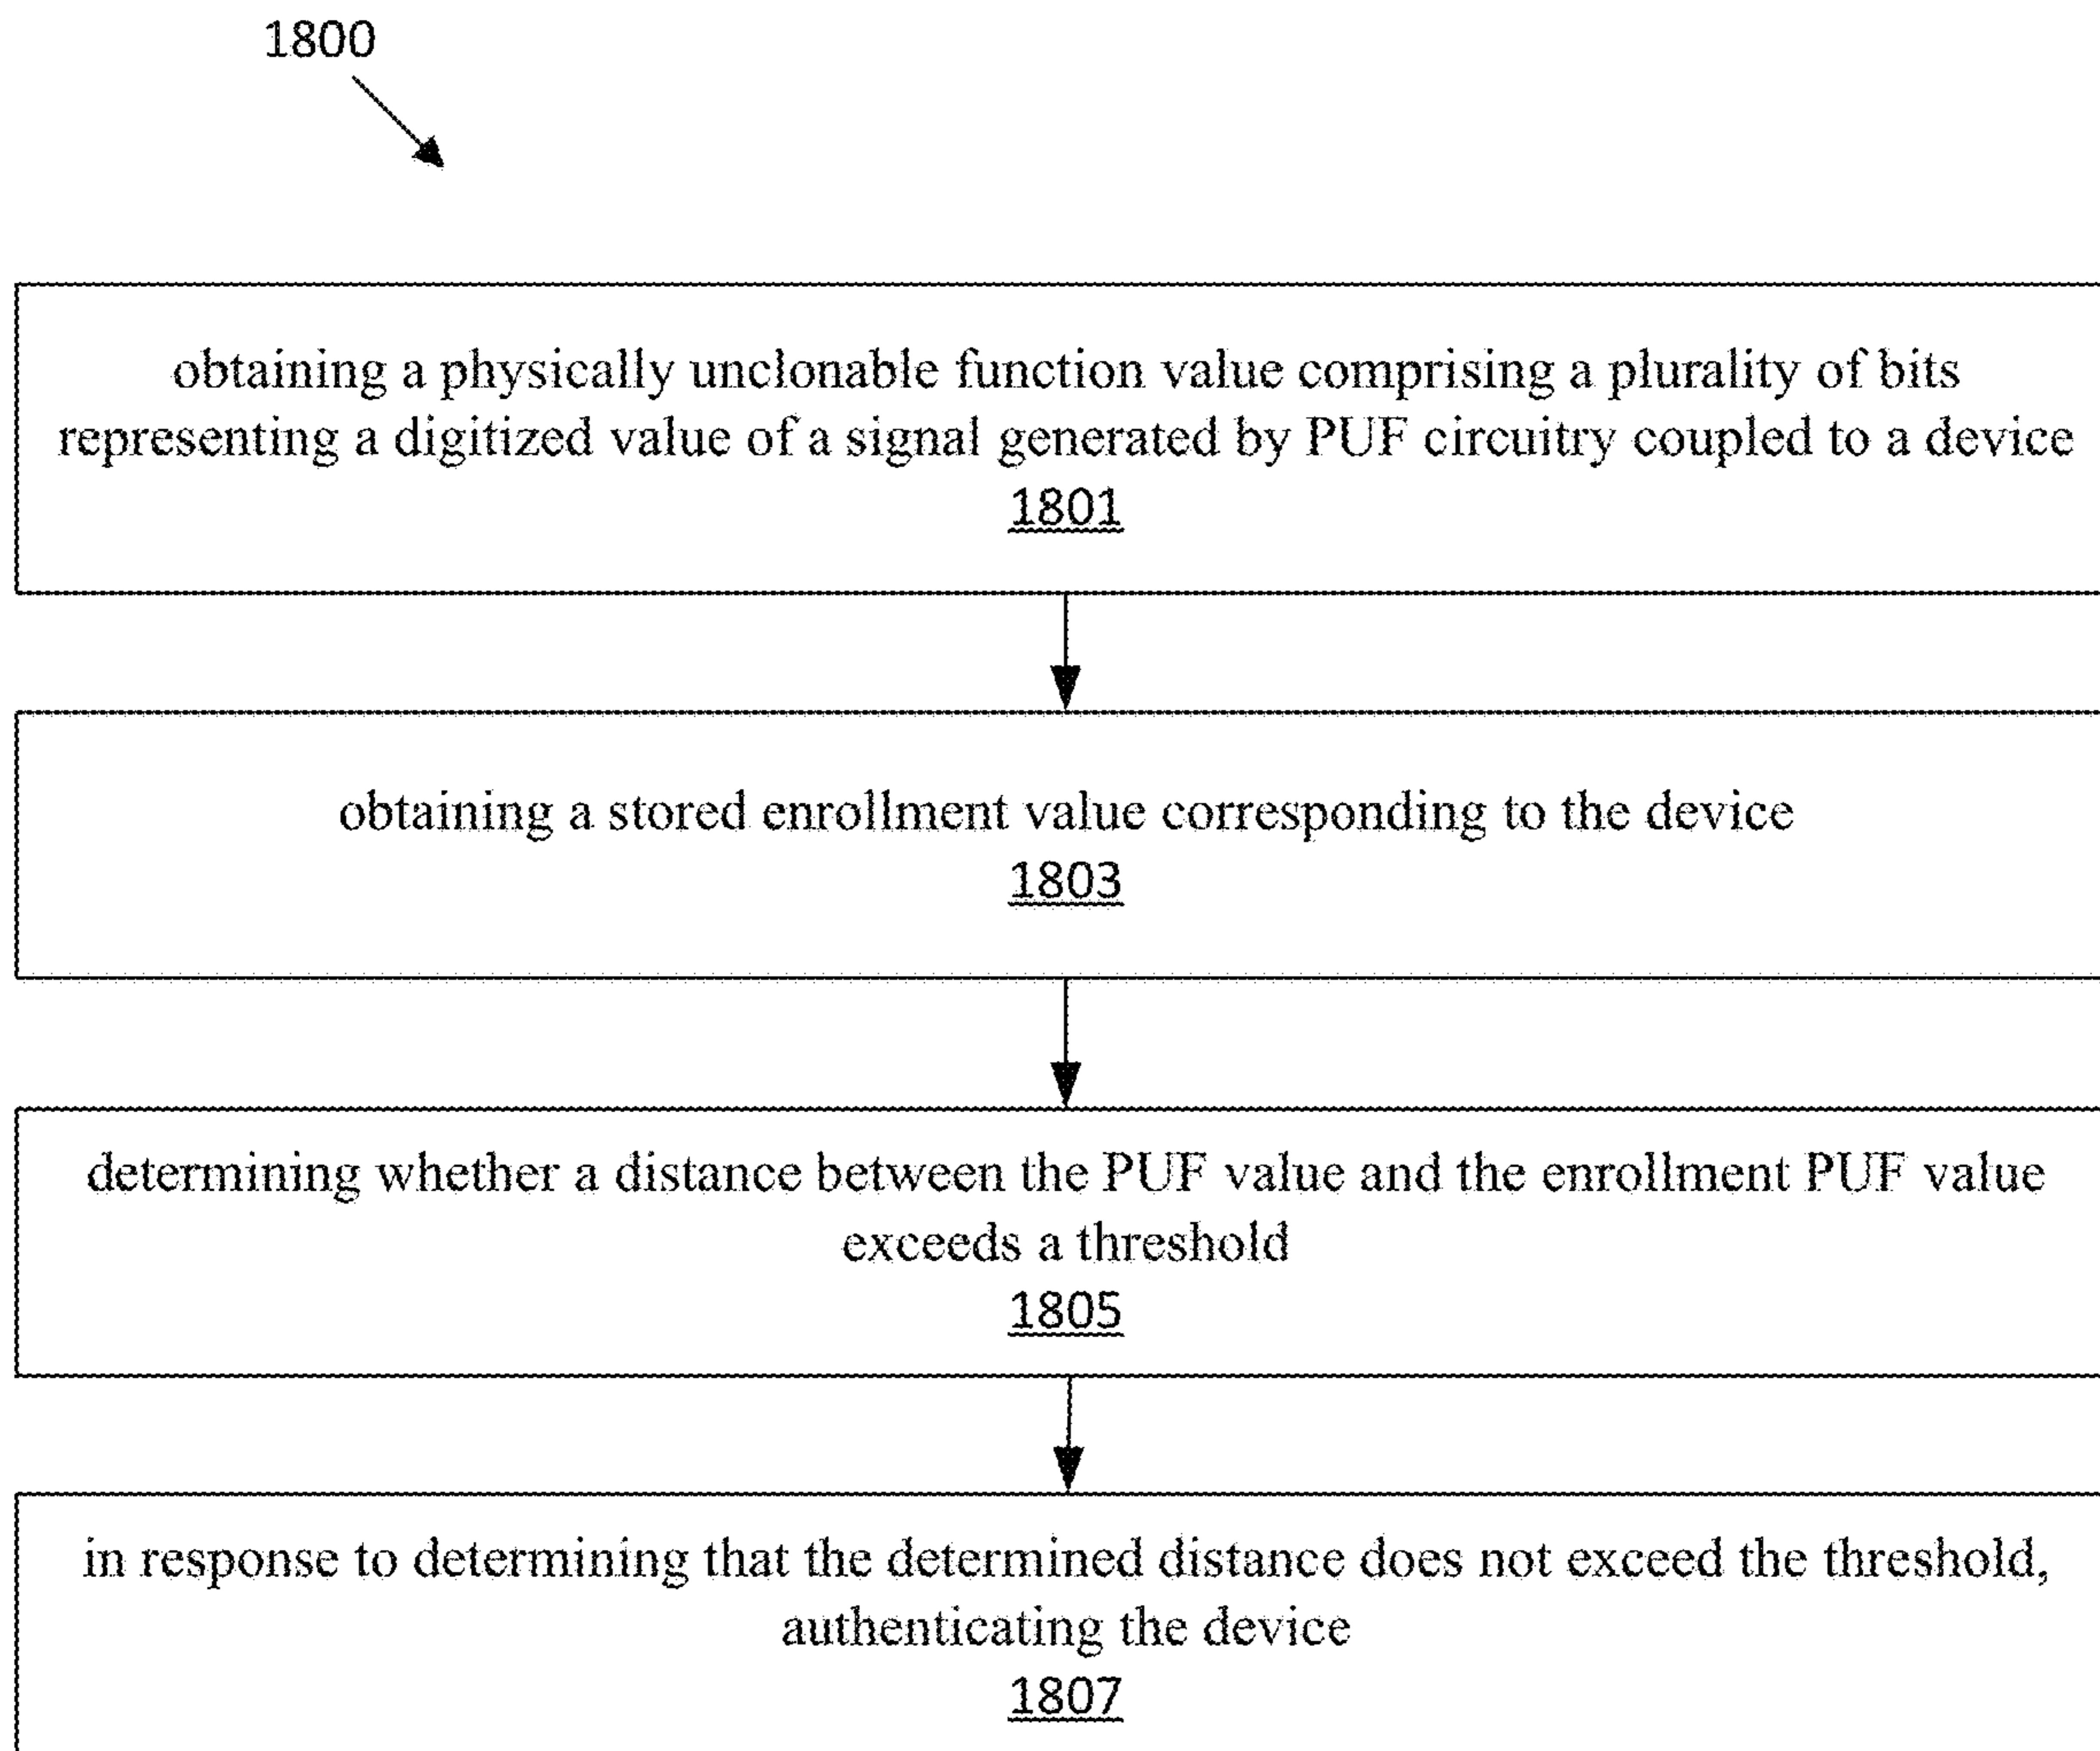 1800
obtaining a physically unclonable function value comprising a plurality of bits
representing a digitized value of a signal generated by PUF circuitry coupled to a device
1801
obtaining a stored enrollment value corresponding to the device
1803
determining whether a distance between the PUF value and the enrollment PUF value
exceeds a threshold
1805
in response to determining that the determined distance does not exceed the threshold,
authenticating the device
1807